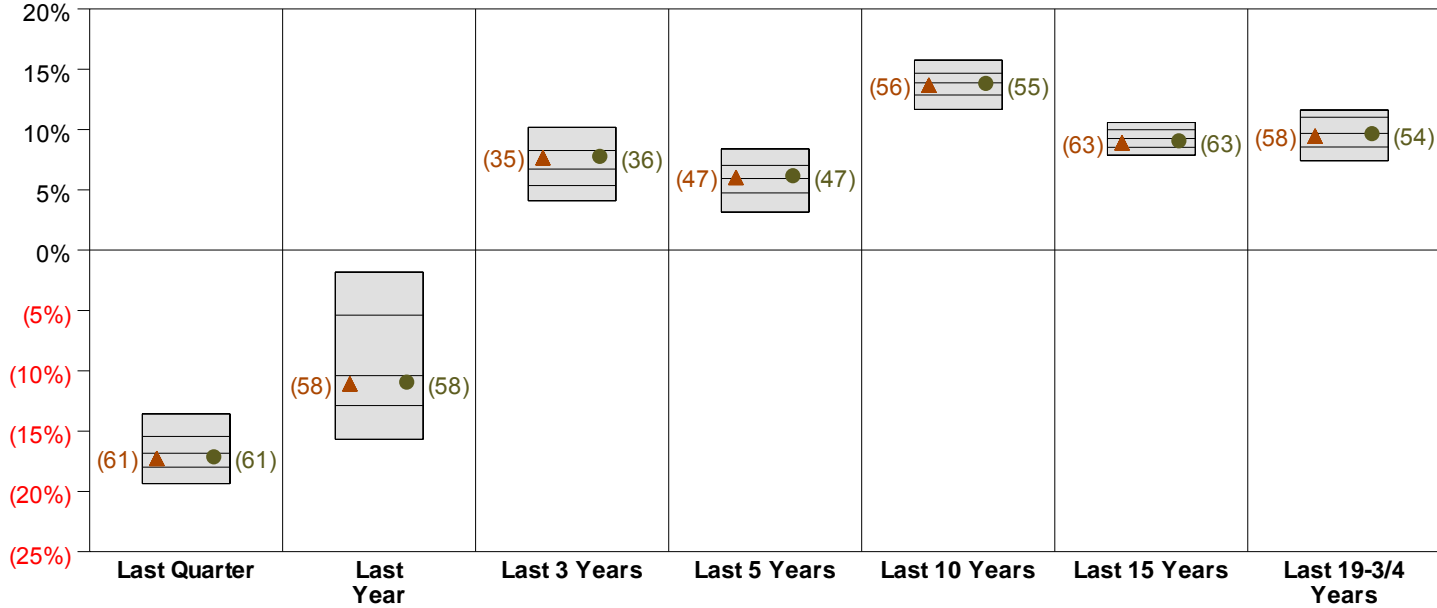 20%
15%
10%
5%
0%
(5%)
(10%)
(15%)
(20%)
(25%)
(61) (61)
(58) (58)
(35) (36)
(47) (47)
(56) (55)
(63) (63)
(58) (54)
Last Quarter
Last
Year
Last 3 Years
Last 5 Years
Last 10 Years
Last 15 Years
Last 19-3/4
Years